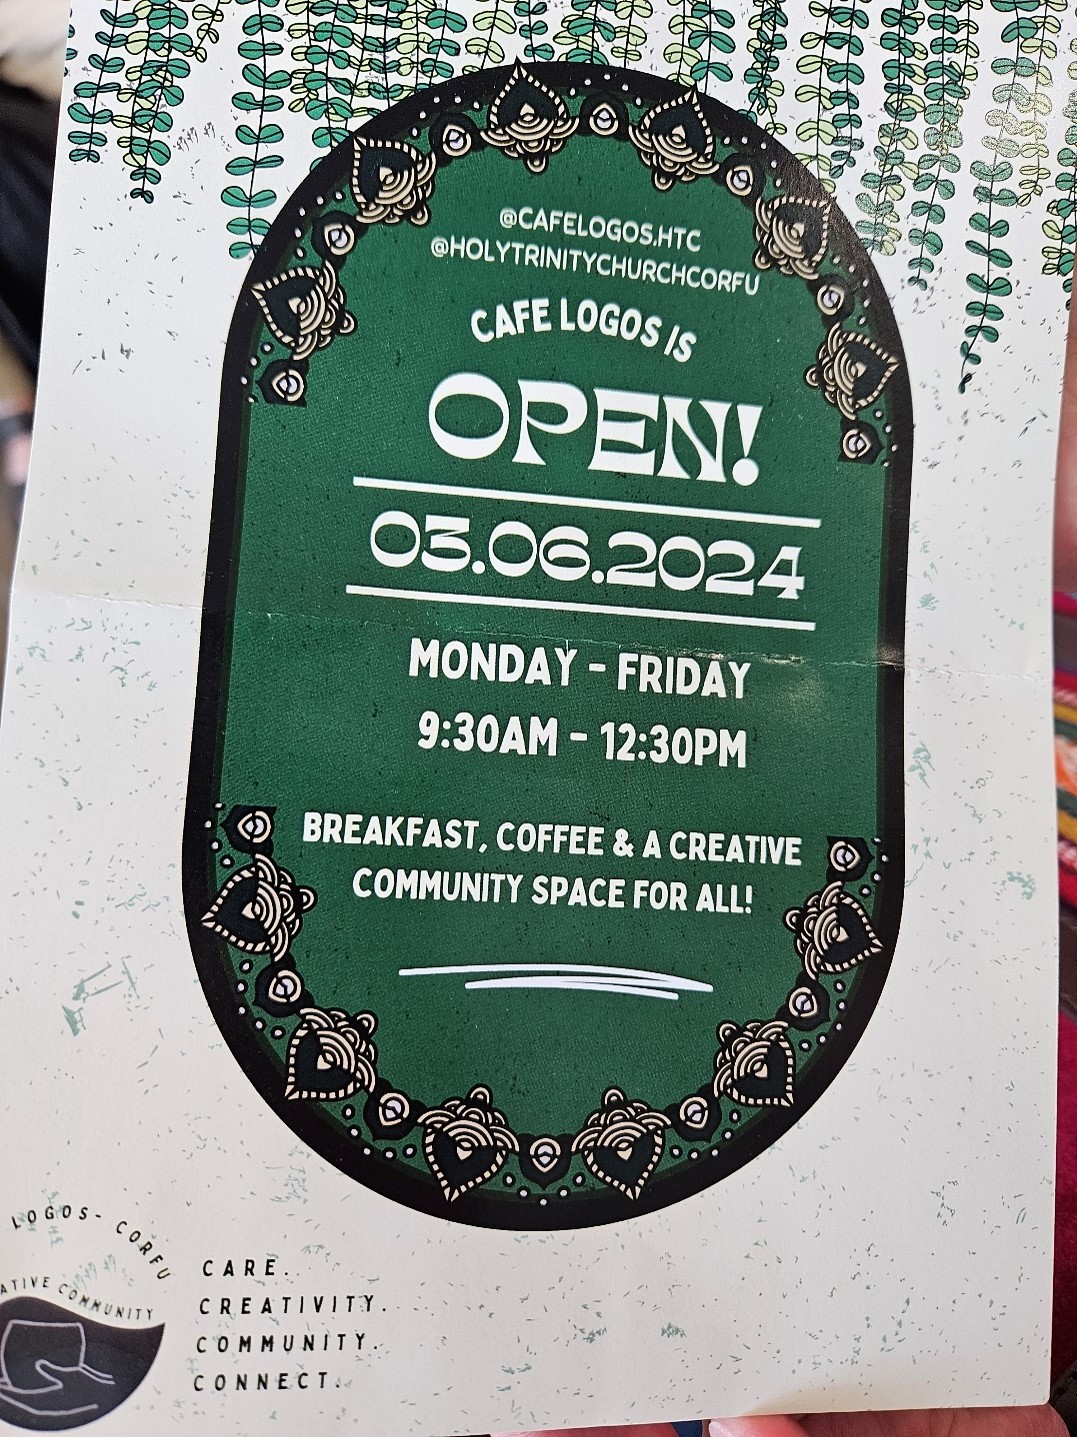 @CAFELOGOS.HTC
@HOLYTRINITYCHURCHCORFU
CAFE LOGOS IS
OPEN!
03.06.2024
MONDAY - FRIDAY
9:30AM - 12:30PM
BREAKFAST, COFFEE & A CREATIVE
COMMUNITY SPACE FOR ALL!
LOGOS- CORFU
COMMUNITY
CARE.
CREATIVITY.
COMMUNITY.
CONNECT.